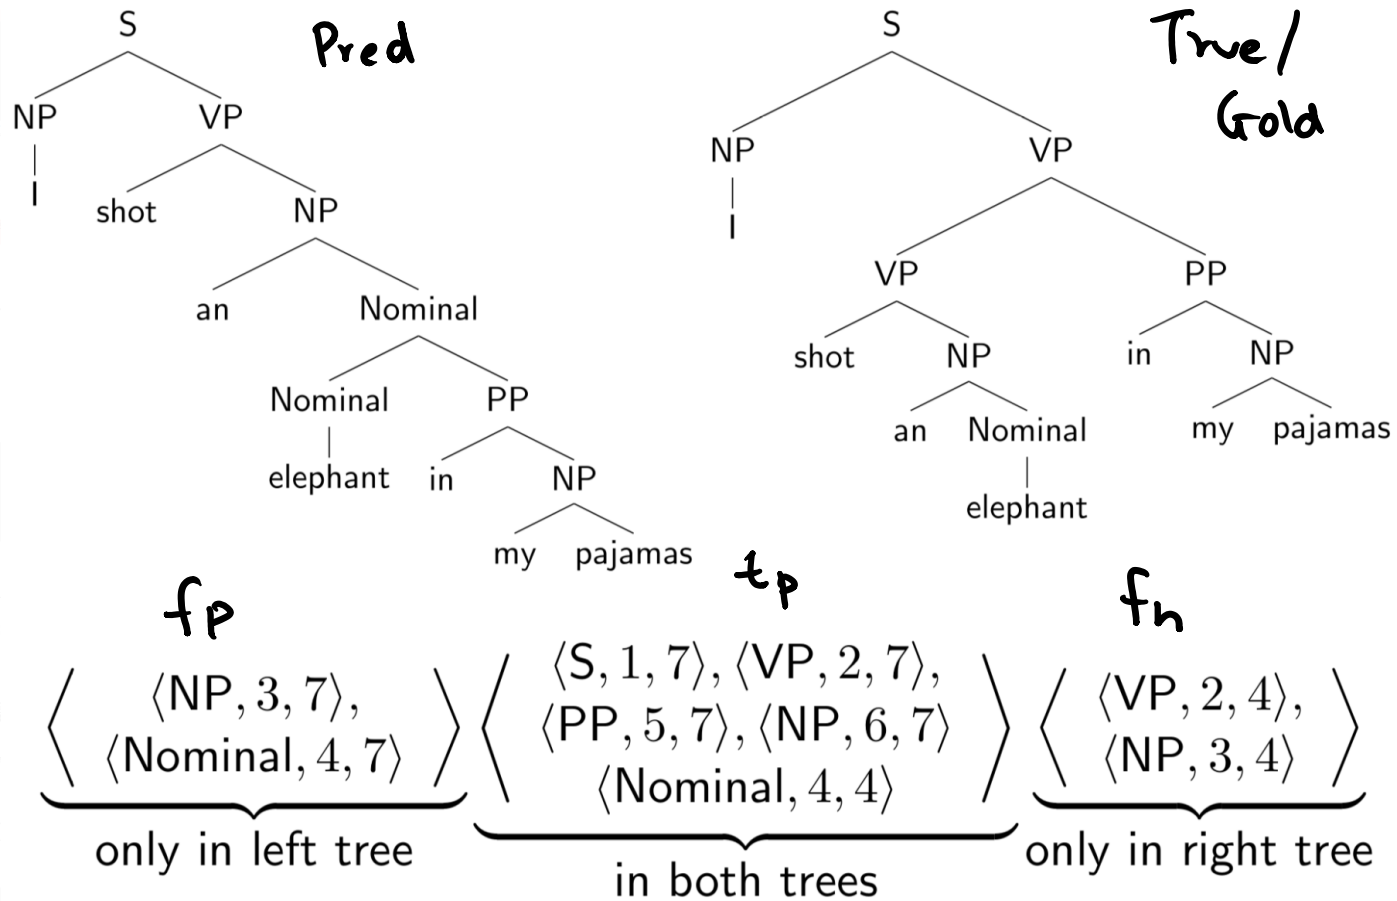 S
Pred
S
True/
Gold
NP VP
NP VP
I
shot NP
I
VP PP
an Nominal
shot NP in NP
Nominal PP
an Nominal my pajamas
elephant in NP
elephant
my pajamas
fp
tp
fn
⟨NP, 3, 7⟩,
⟨Nominal, 4, 7⟩
only in left tree
⟨S, 1, 7⟩, ⟨VP, 2, 7⟩,
⟨PP, 5, 7⟩, ⟨NP, 6, 7⟩
⟨Nominal, 4, 4⟩
in both trees
⟨VP, 2, 4⟩,
⟨NP, 3, 4⟩
only in right tree